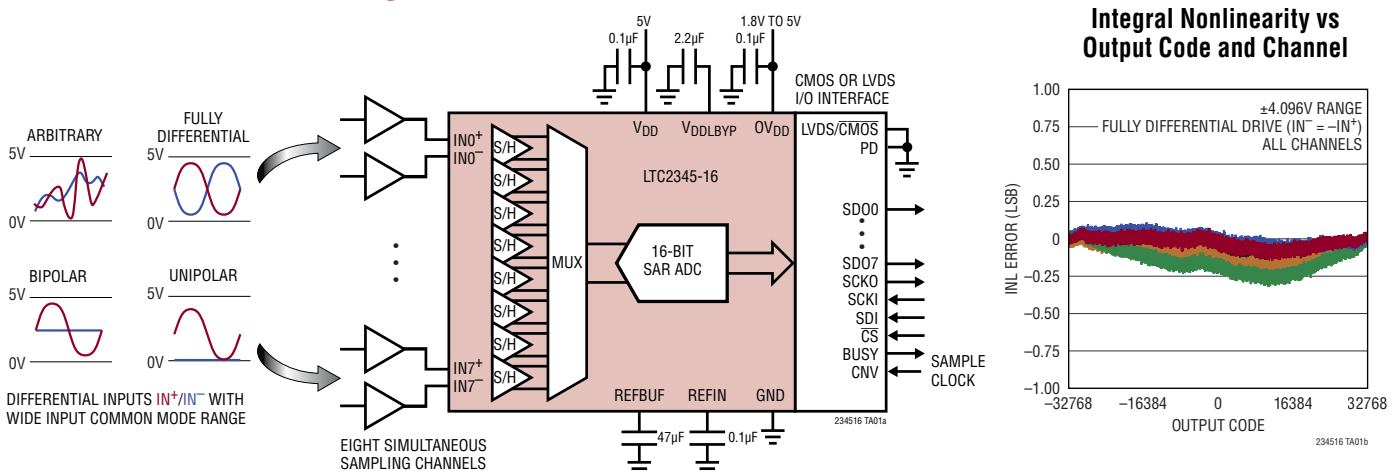 ARBITRARY
5V
0V
FULLY
DIFFERENTIAL
5V
0V
BIPOLAR
5V
0V
UNIPOLAR
5V
0V
DIFFERENTIAL INPUTS IN+/IN– WITH
WIDE INPUT COMMON MODE RANGE
EIGHT SIMULTANEOUS
SAMPLING CHANNELS
5V
1.8V TO 5V
0.1µF
2.2µF
0.1µF
CMOS OR LVDS
I/O INTERFACE
VDD
VDDLBYP
OVDD
IN0+
IN0–
IN7+
IN7–
S/H
S/H
S/H
S/H
S/H
S/H
S/H
S/H
MUX
LTC2345-16
16-BIT
SAR ADC
LVDS/C̅M̅O̅S̅
PD
SDO0
SDO7
SCKO
SCKI
SDI
C̅S̅
BUSY
CNV
SAMPLE
CLOCK
REFBUF
REFIN
GND
47µF
0.1µF
234516 TA01a
Integral Nonlinearity vs
Output Code and Channel
±4.096V RANGE
FULLY DIFFERENTIAL DRIVE (IN– = –IN+)
ALL CHANNELS
INL ERROR (LSB)
1.00
0.75
0.50
0.25
0
–0.25
–0.50
–0.75
–1.00
–32768
–16384
0
16384
32768
OUTPUT CODE
234516 TA01b